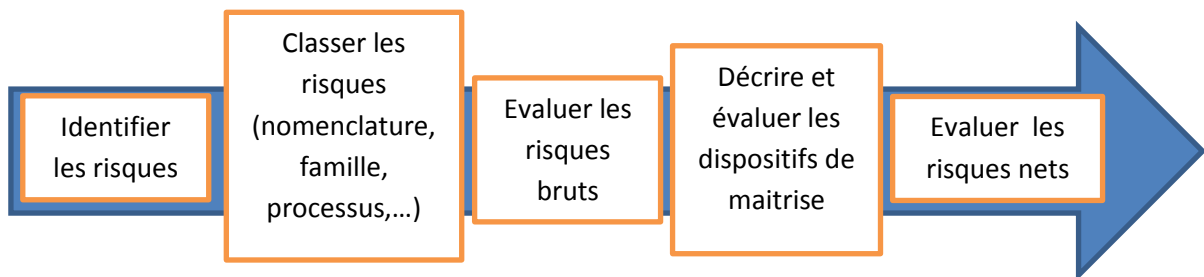 Identifier
les risques
Classer les
risques
(nomenclature,
famille,
processus,…)
Evaluer les
risques
bruts
Décrire et
évaluer les
dispositifs de
maitrise
Evaluer  les
risques nets